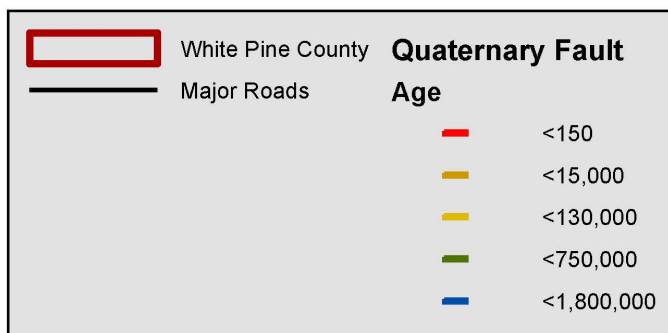 White Pine County
Major Roads
Quaternary Fault
Age
<150
<15,000
<130,000
<750,000
<1,800,000